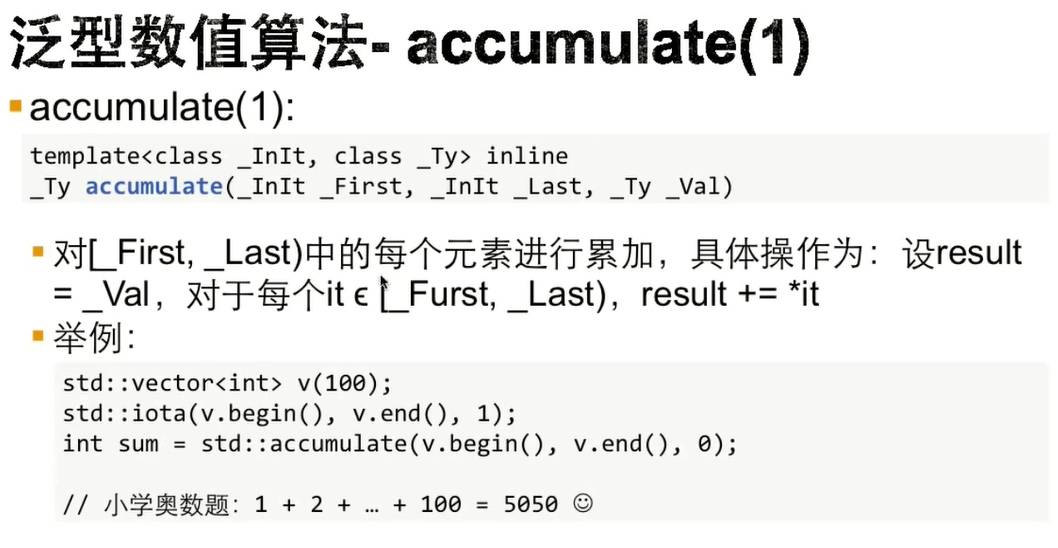 泛型数值算法- accumulate(1)
accumulate(1):
template<class _InIt, class _Ty> inline
_Ty accumulate(_InIt _First, _InIt _Last, _Ty _Val)
对[_First, _Last)中的每个元素进行累加，具体操作为：设result
= _Val，对于每个it ϵ [_Furst, _Last)，result += *it
举例：
std::vector<int> v(100);
std::iota(v.begin(), v.end(), 1);
int sum = std::accumulate(v.begin(), v.end(), 0);
// 小学奥数题：1 + 2 + … + 100 = 5050 ☺